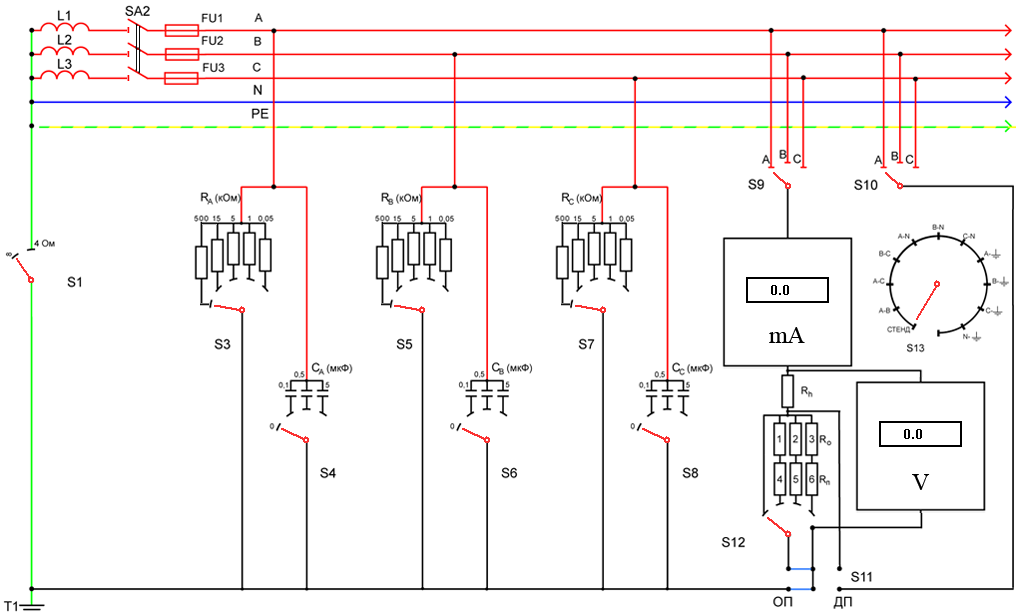 L1
SA2
FU1
A
L2
FU2
B
L3
FU3
C
N
PE
A
B
C
S9
A
B
C
S10
RA (кОм)
500 15 5 1 0,05
RB (кОм)
500 15 5 1 0,05
RC (кОм)
500 15 5 1 0,05
∞
4 Ом
S1
S3
S5
S7
0.0
mA
B-N
A-N
C-N
B-C
A-
A-C
B-
A-B
C-
СТЕНД
N-
S13
CA (мкФ)
0,1 0,5 5
CB (мкФ)
0,1 0,5 5
CC (мкФ)
0,1 0,5 5
0
S4
0
S6
0
S8
Rh
1 2 3 Ro
4 5 6 Rп
0.0
V
S12
S11
T1
ОП
ДП